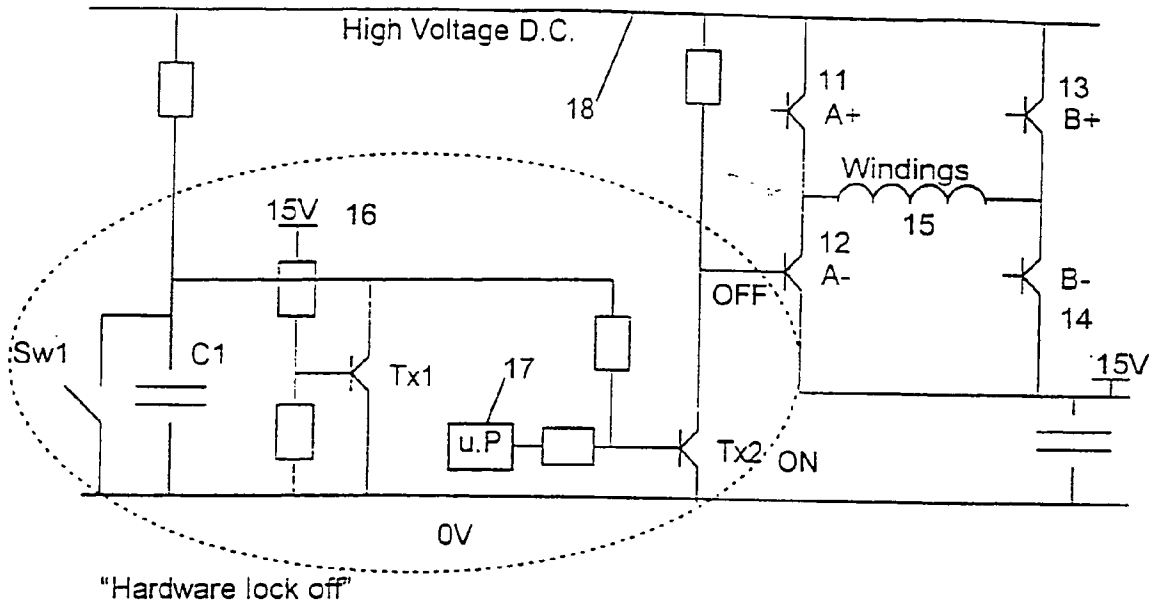 High Voltage D.C.
18
11
A+
13
B+
Windings
15
15V
16
12
A-
OFF
B-
14
Sw1
C1
Tx1
17
15V
u.P
Tx2
ON
0V
"Hardware lock off"